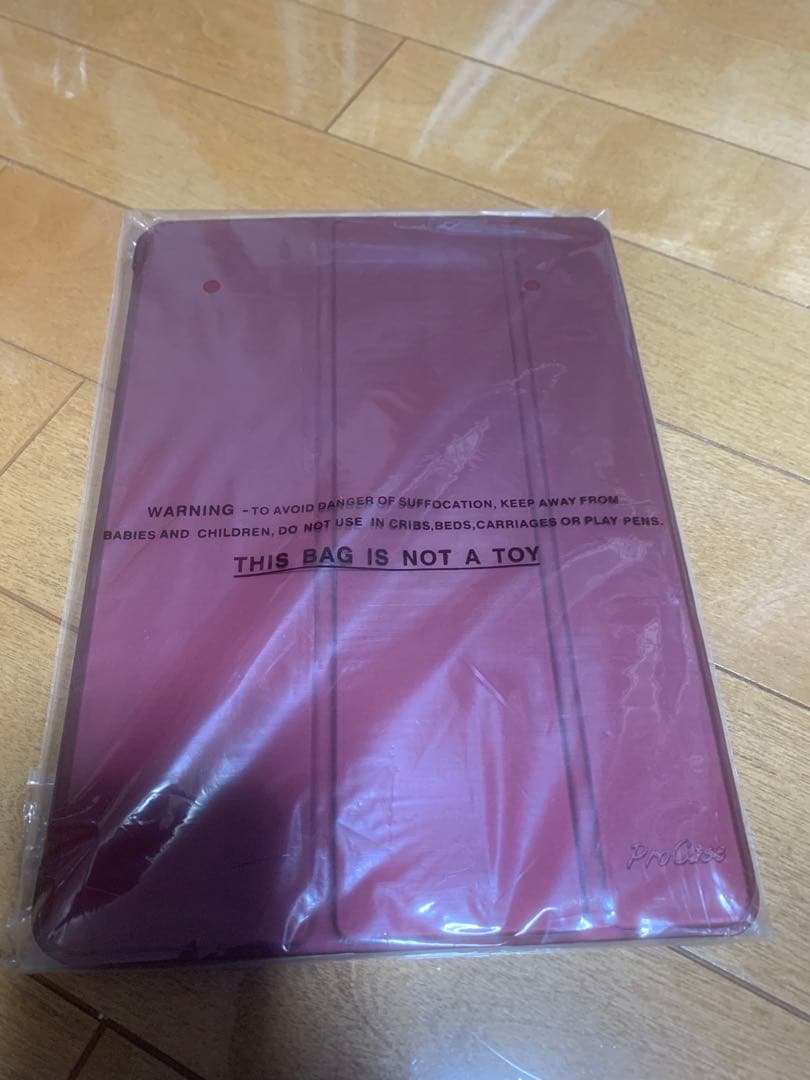 WARNING - TO AVOID DANGER OF SUFFOCATION, KEEP AWAY FROM
BABIES AND CHILDREN, DO NOT USE IN CRIBS,BEDS,CARRIAGES OR PLAY PENS.
THIS BAG IS NOT A TOY
ProCase